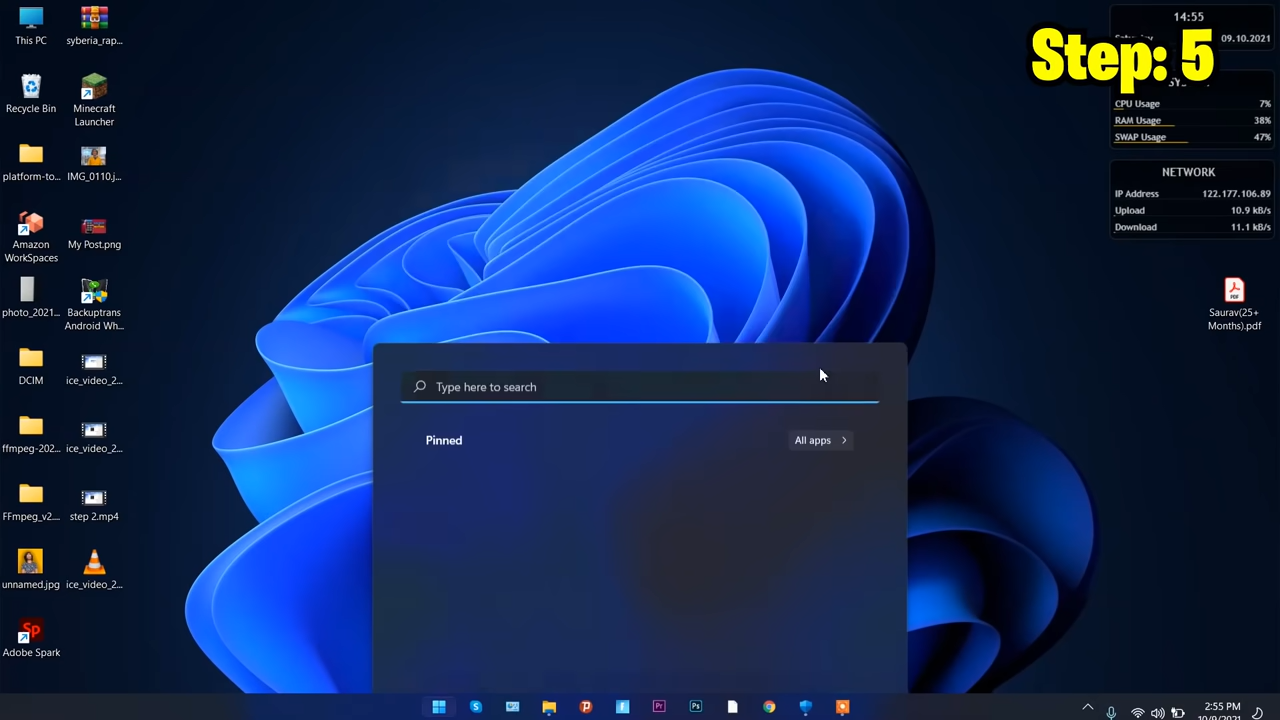 This PC
syberia_rap...
Recycle Bin
Minecraft
Launcher
platform-to...
IMG_0110.j...
Amazon
WorkSpaces
My Post.png
photo_2021...
Backuptrans
Android Wh...
DCIM
ice_video_2...
ffmpeg-202...
ice_video_2...
FFmpeg_v2....
step 2.mp4
unnamed.jpg
ice_video_2...
Sp
Adobe Spark
14:55
09.10.2021
Step: 5
CPU Usage 7%
RAM Usage 38%
SWAP Usage 47%
NETWORK
IP Address 122.177.106.89
Upload 10.9 kB/s
Download 11.1 kB/s
PDF
Saurav(25+
Months).pdf
Type here to search
Pinned
All apps
S
Pr
Ps
2:55 PM